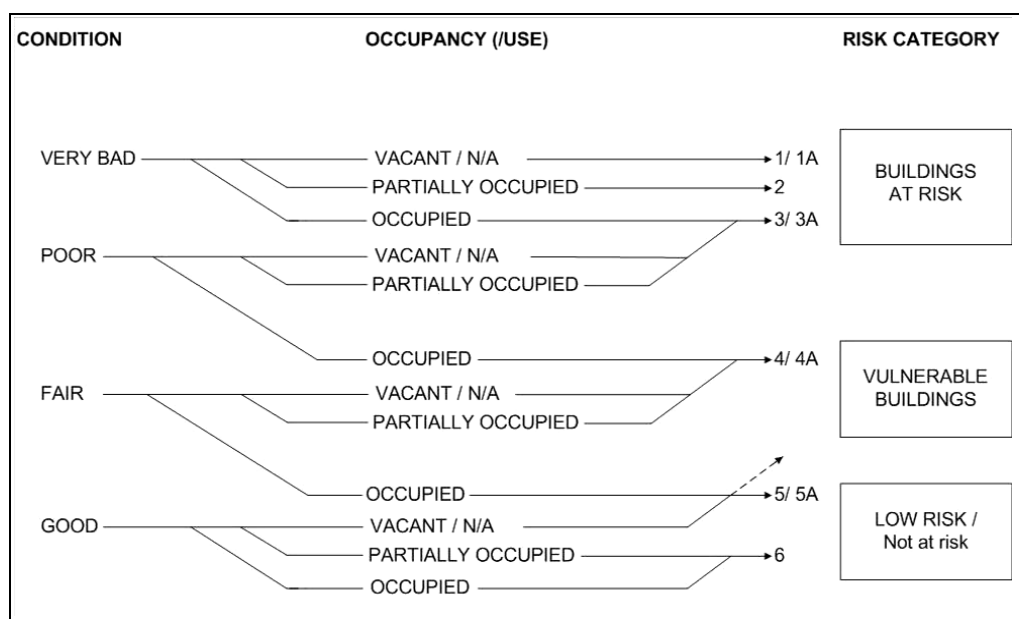 CONDITION OCCUPANCY (/USE) RISK CATEGORY
VERY BAD VACANT / N/A 1/ 1A
PARTIALLY OCCUPIED 2
OCCUPIED 3/ 3A
BUILDINGS
AT RISK
POOR VACANT / N/A
PARTIALLY OCCUPIED
OCCUPIED 4/ 4A
FAIR VACANT / N/A
PARTIALLY OCCUPIED
VULNERABLE
BUILDINGS
OCCUPIED 5/ 5A
GOOD VACANT / N/A
PARTIALLY OCCUPIED 6
OCCUPIED
LOW RISK /
Not at risk